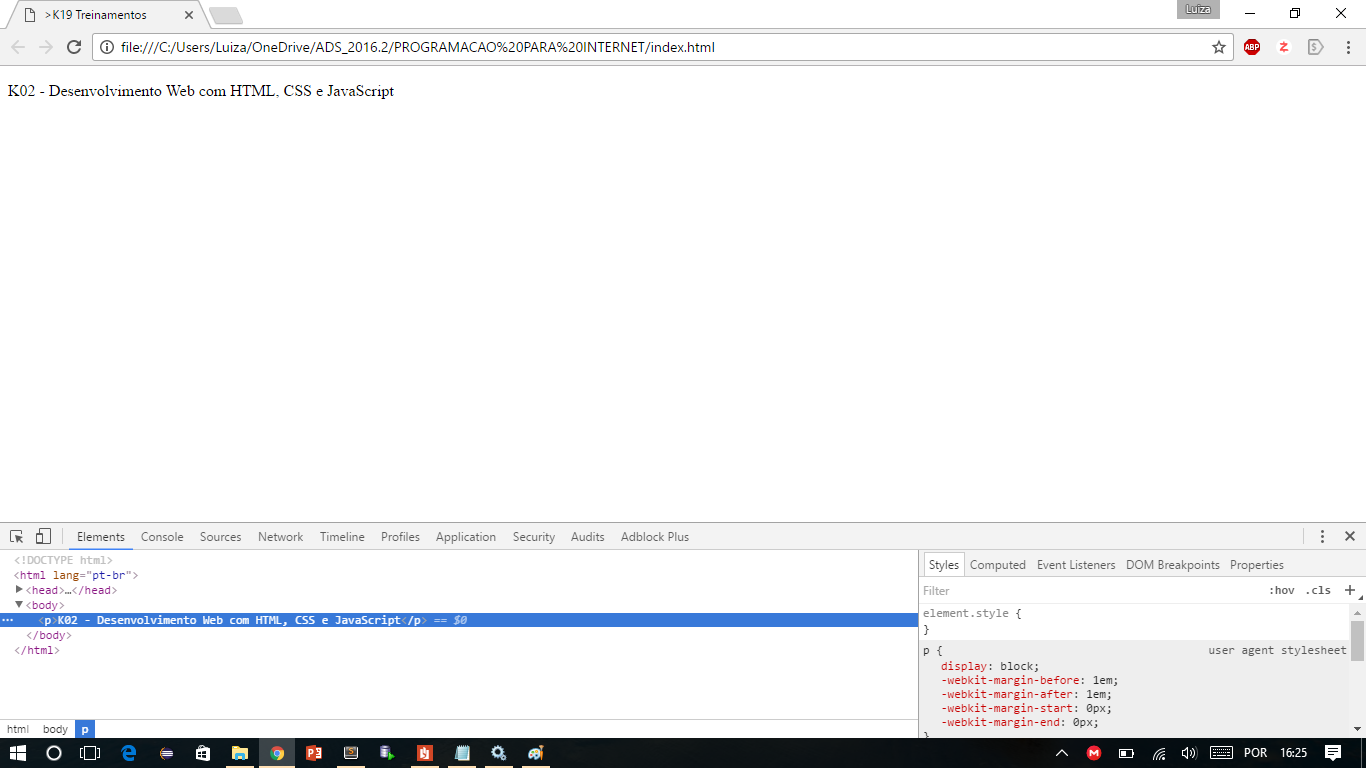 >K19 Treinamentos
Luiza
file:///C:/Users/Luiza/OneDrive/ADS_2016.2/PROGRAMACAO%20PARA%20INTERNET/index.html
ABP
K02 - Desenvolvimento Web com HTML, CSS e JavaScript
Elements Console Sources Network Timeline Profiles Application Security Audits Adblock Plus
<!DOCTYPE html>
<html lang="pt-br">
<head>…</head>
<body>
<p>K02 - Desenvolvimento Web com HTML, CSS e JavaScript</p> == $0
</body>
</html>
html body p
Styles Computed Event Listeners DOM Breakpoints Properties
Filter :hov .cls +
element.style {
}
p { user agent stylesheet
display: block;
-webkit-margin-before: 1em;
-webkit-margin-after: 1em;
-webkit-margin-start: 0px;
-webkit-margin-end: 0px;
}
POR 16:25